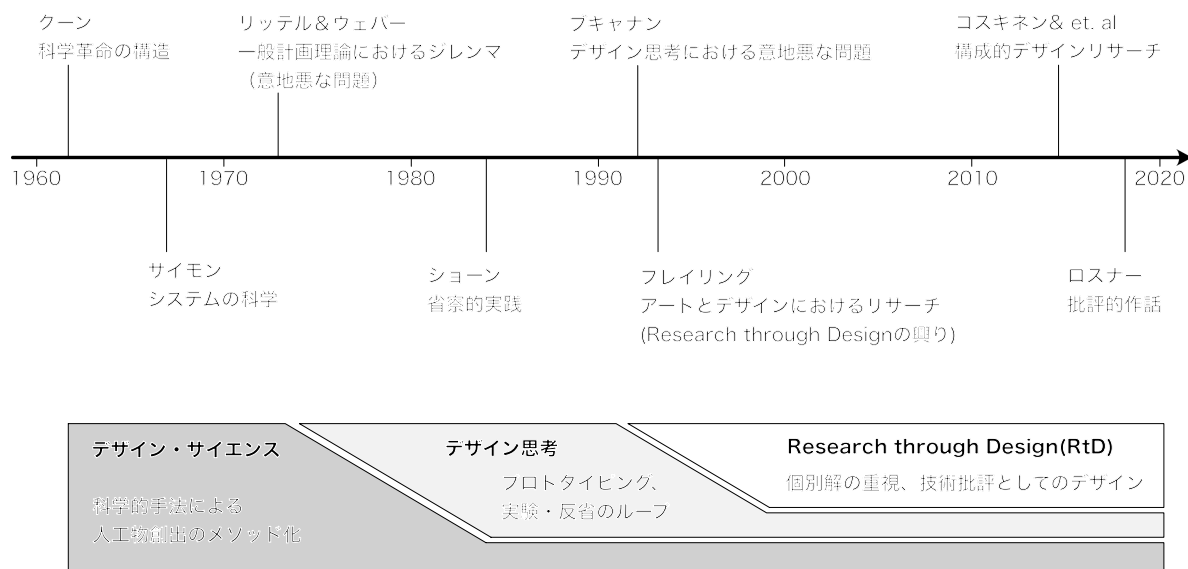 クーン
科学革命の構造
リッテル＆ウェバー
一般計画理論におけるジレンマ
（意地悪な問題）
ブキャナン
デザイン思考における意地悪な問題
コスキネン& et. al
構成的デザインリサーチ
1960
1970
1980
1990
2000
2010
2020
サイモン
システムの科学
ショーン
省察的実践
フレイリング
アートとデザインにおけるリサーチ
(Research through Designの興り)
ロスナー
批評的作話
デザイン・サイエンス
科学的手法による
人工物創出のメソッド化
デザイン思考
プロトタイピング、
実験・反省のループ
Research through Design(RtD)
個別解の重視、技術批評としてのデザイン